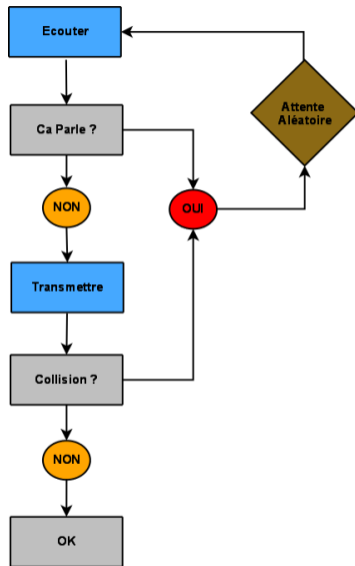 Ecouter
Ca Parle ?
Attente
Aléatoire
NON
OUI
Transmettre
Collision ?
NON
OK